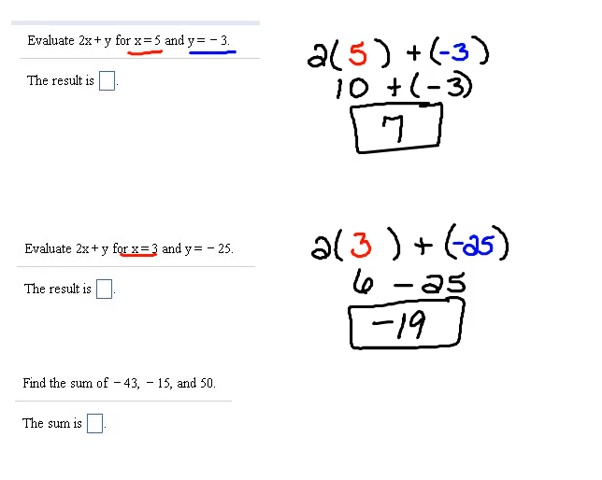 Evaluate 2x + y for x = 5 and y = - 3.
2(5) + (-3)
The result is .
10 + (-3)
7
Evaluate 2x + y for x = 3 and y = - 25.
2(3) + (-25)
The result is .
6 - 25
-19
Find the sum of - 43, - 15, and 50.
The sum is .